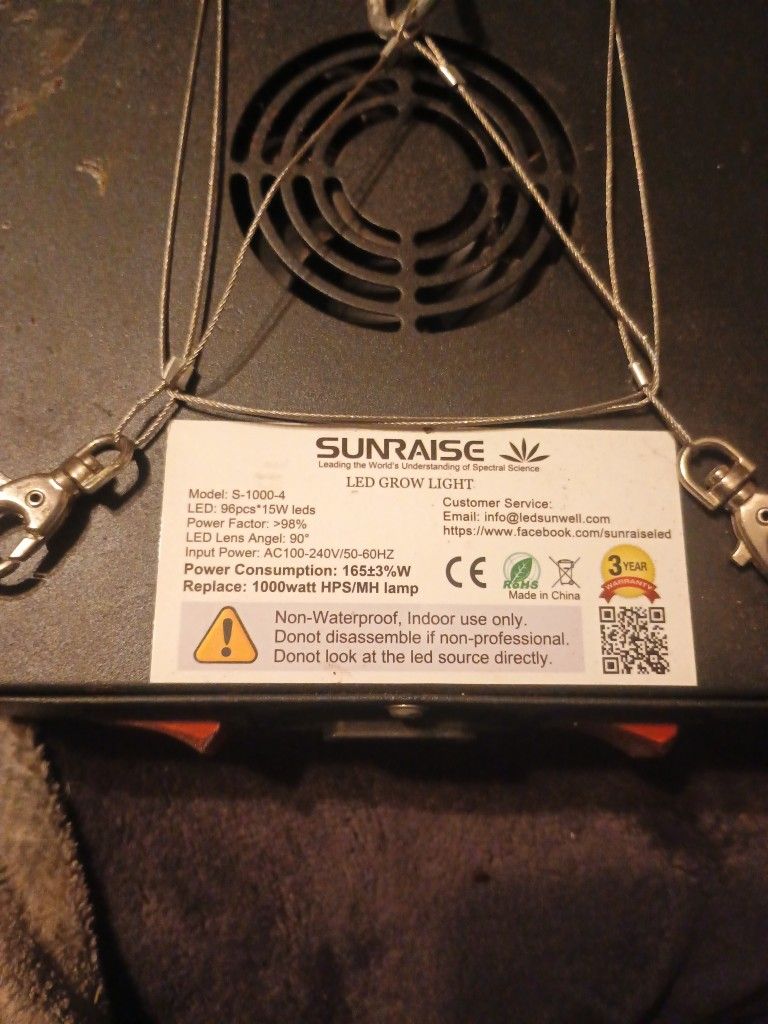 SUNRAISE
Leading the World's Understanding of Spectral Science
LED GROW LIGHT
Model: S-1000-4
LED: 96pcs*15W leds
Power Factor: >98%
LED Lens Angel: 90°
Input Power: AC100-240V/50-60HZ
Power Consumption: 165±3%W
Replace: 1000watt HPS/MH lamp
Customer Service:
Email: info@ledsunwell.com
https://www.facebook.com/sunraiseled
CE
RoHS
Made in China
3 YEAR
WARRANTY
Non-Waterproof, Indoor use only.
Donot disassemble if non-professional.
Donot look at the led source directly.